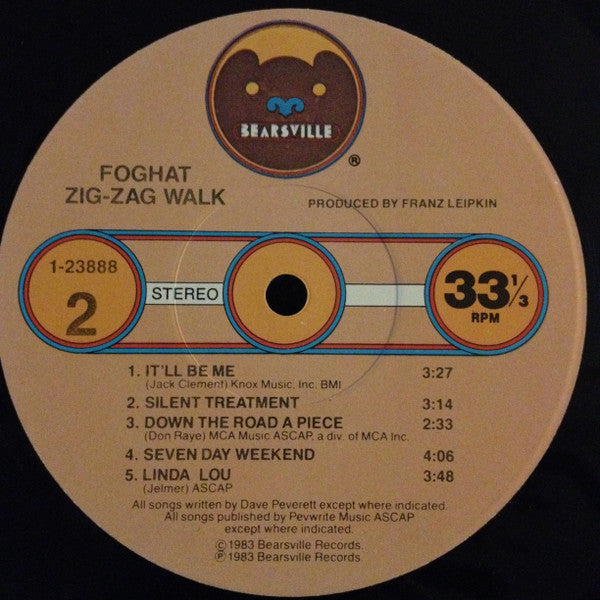 BEARSVILLE
®
FOGHAT
ZIG-ZAG WALK
PRODUCED BY FRANZ LEIPKIN
1-23888
2
STEREO
33 1/3
RPM
1. IT'LL BE ME 3:27
(Jack Clement) Knox Music, Inc. BMI
2. SILENT TREATMENT 3:14
3. DOWN THE ROAD A PIECE 2:33
(Don Raye) MCA Music ASCAP, a div. of MCA Inc.
4. SEVEN DAY WEEKEND 4:06
5. LINDA LOU 3:48
(Jelmer) ASCAP
All songs written by Dave Peverett except where indicated.
All songs published by Pevwrite Music ASCAP
except where indicated.
© 1983 Bearsville Records.
℗ 1983 Bearsville Records.